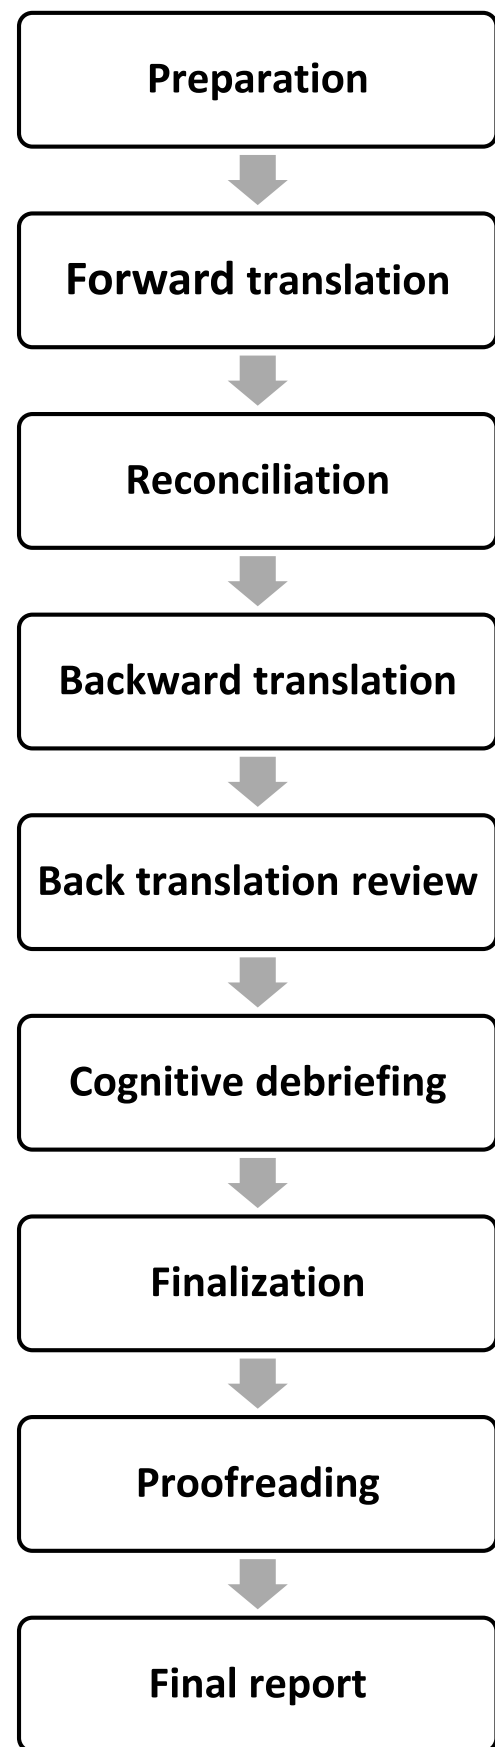 Preparation
Forward translation
Reconciliation
Backward translation
Back translation review
Cognitive debriefing
Finalization
Proofreading
Final report